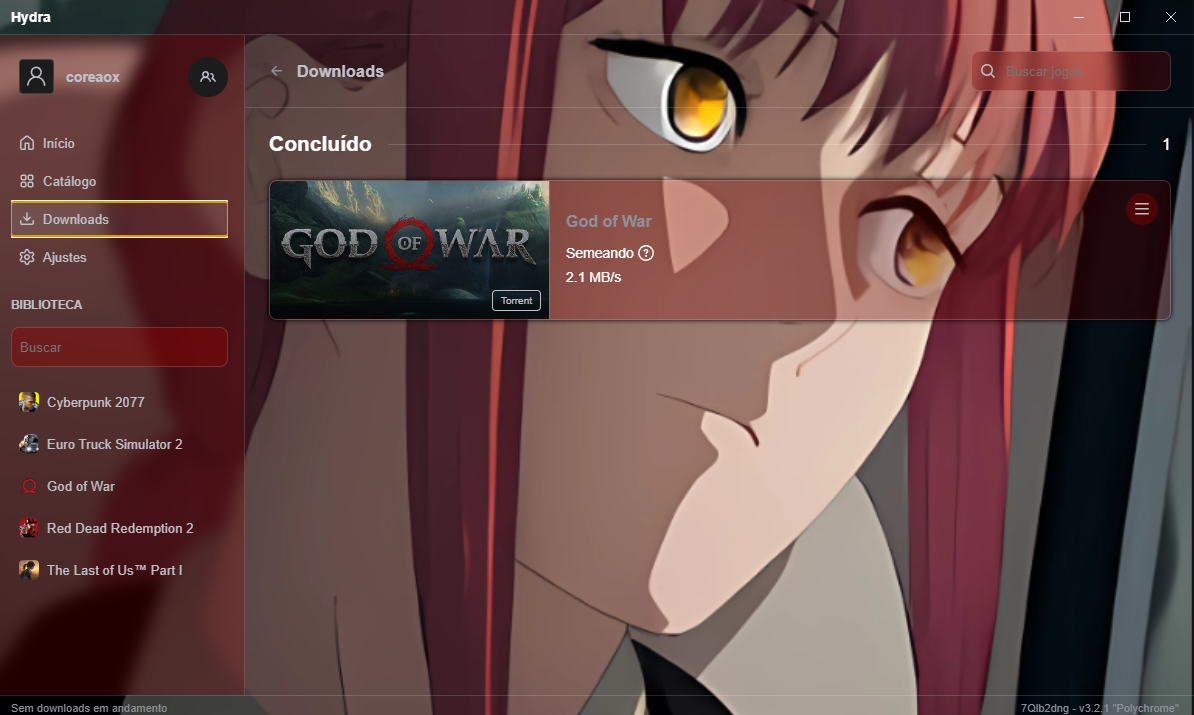 Hydra
coreaox
Downloads
Buscar jogos
Início
Catálogo
Downloads
Ajustes
BIBLIOTECA
Buscar
Cyberpunk 2077
Euro Truck Simulator 2
God of War
Red Dead Redemption 2
The Last of Us™ Part I
Concluído
1
GOD OF WAR
Torrent
God of War
Semeando ?
2.1 MB/s
Sem downloads em andamento
7Qlb2dng - v3.2.1 "Polychrome"